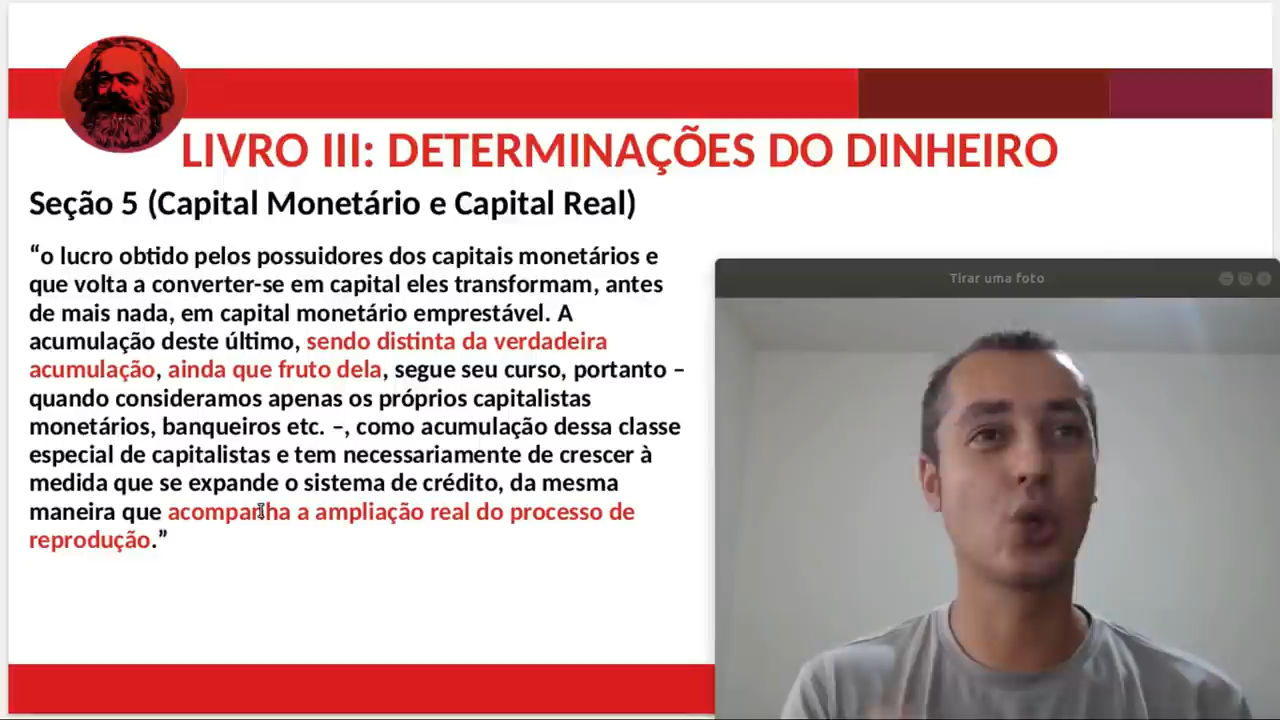 LIVRO III: DETERMINAÇÕES DO DINHEIRO
Seção 5 (Capital Monetário e Capital Real)
“o lucro obtido pelos possuidores dos capitais monetários e
que volta a converter-se em capital eles transformam, antes
de mais nada, em capital monetário emprestável. A
acumulação deste último, sendo distinta da verdadeira
acumulação, ainda que fruto dela, segue seu curso, portanto –
quando consideramos apenas os próprios capitalistas
monetários, banqueiros etc. –, como acumulação dessa classe
especial de capitalistas e tem necessariamente de crescer à
medida que se expande o sistema de crédito, da mesma
maneira que acompanha a ampliação real do processo de
reprodução.”
Tirar uma foto